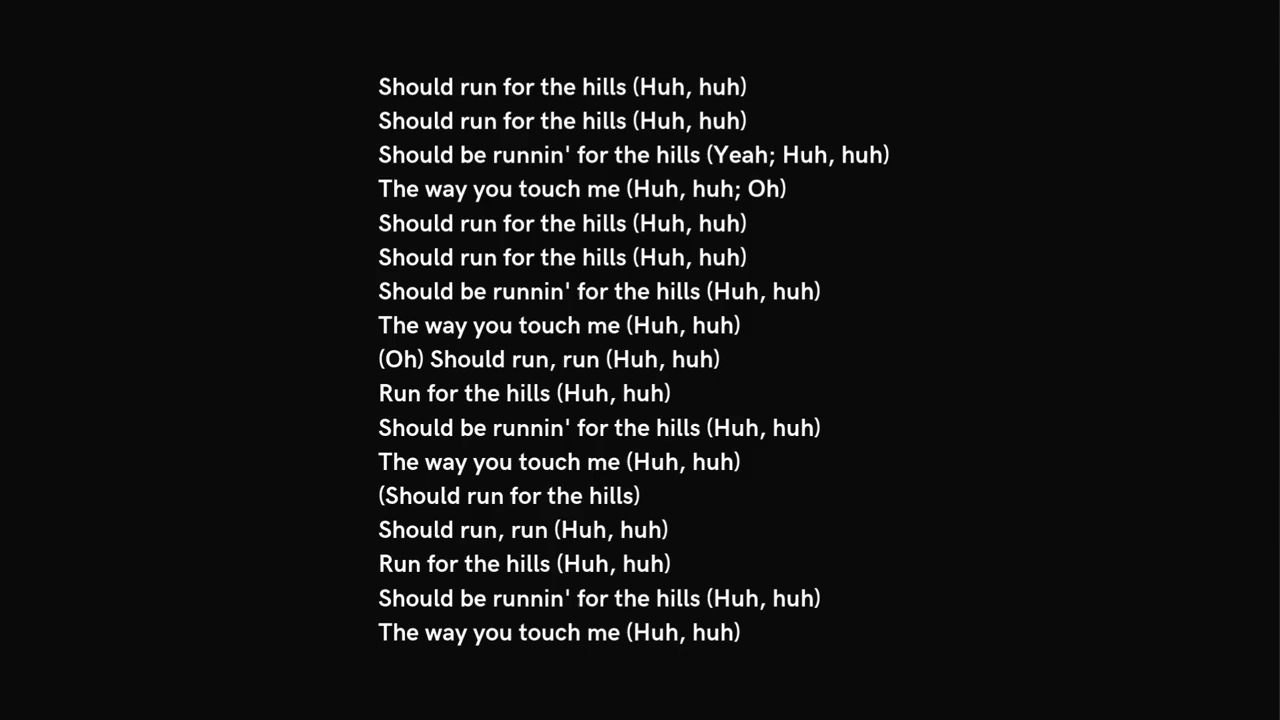 Should run for the hills (Huh, huh)
Should run for the hills (Huh, huh)
Should be runnin' for the hills (Yeah; Huh, huh)
The way you touch me (Huh, huh; Oh)
Should run for the hills (Huh, huh)
Should run for the hills (Huh, huh)
Should be runnin' for the hills (Huh, huh)
The way you touch me (Huh, huh)
(Oh) Should run, run (Huh, huh)
Run for the hills (Huh, huh)
Should be runnin' for the hills (Huh, huh)
The way you touch me (Huh, huh)
(Should run for the hills)
Should run, run (Huh, huh)
Run for the hills (Huh, huh)
Should be runnin' for the hills (Huh, huh)
The way you touch me (Huh, huh)